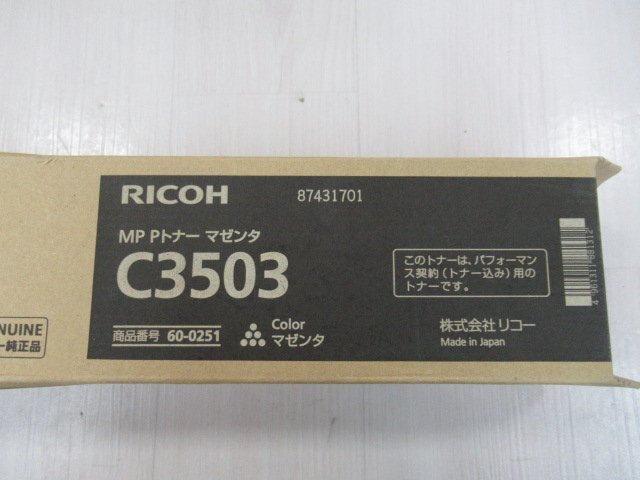 RICOH
87431701
MP Pトナー マゼンタ
C3503
商品番号 60-0251
Color
マゼンタ
このトナーは、パフォーマン
ス契約（トナー込み）用の
トナーです。
株式会社リコー
Made in Japan
4 961311 881312
NUINE
純正品